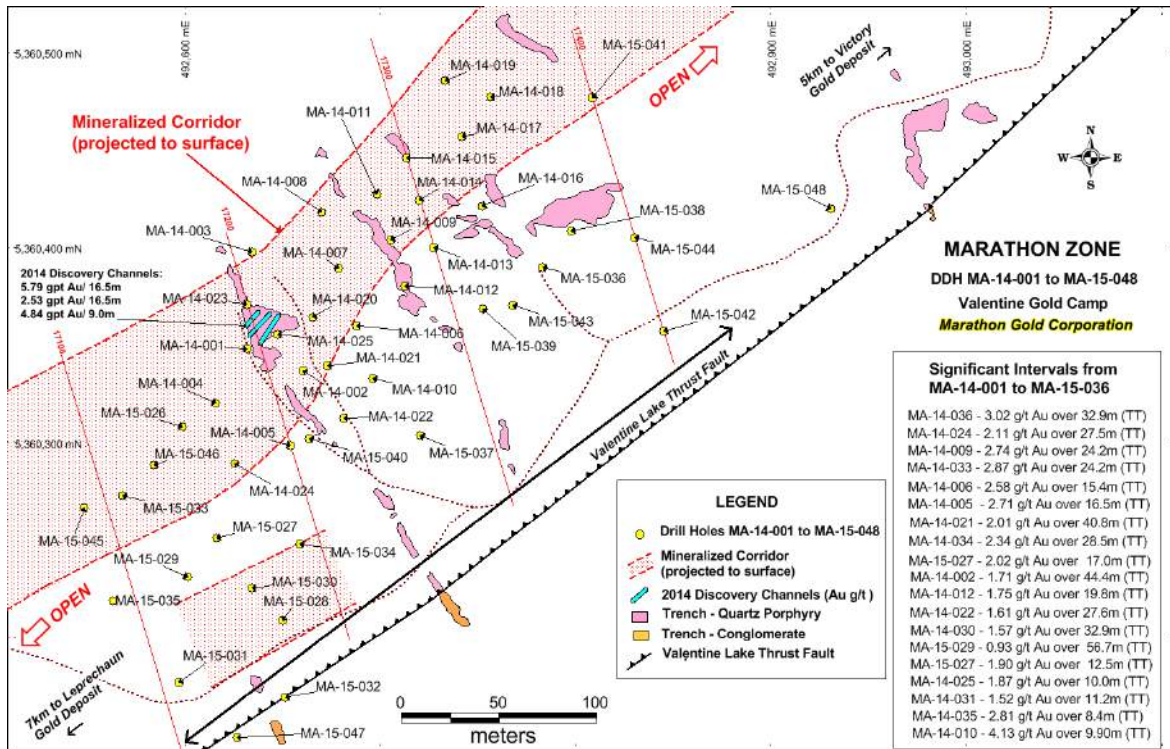 5,360,500 mN
492,600 mE
17300
17400
MA-15-041
492,900 mE
5km to Victory
Gold Deposit
493,000 mE
MA-14-019
OPEN
MA-14-018
MA-14-011
Mineralized Corridor
(projected to surface)
MA-14-017
MA-14-015
N
W E
S
MA-14-008
MA-14-014
MA-14-016
MA-15-048
MA-14-003
MA-14-009
MA-15-038
5,360,400 mN
17200
MA-14-007
MA-15-044
MA-14-013
MARATHON ZONE
DDH MA-14-001 to MA-15-048
Valentine Gold Camp
Marathon Gold Corporation
2014 Discovery Channels:
5.79 gpt Au/ 16.5m
2.53 gpt Au/ 16.5m
4.84 gpt Au/ 9.0m
MA-15-036
MA-14-023
MA-14-020
MA-14-012
MA-15-043
MA-15-042
MA-14-006
MA-14-025
MA-15-039
MA-14-001
17100
MA-14-021
MA-14-002
MA-14-010
MA-14-004
MA-15-026
MA-14-022
5,360,300 mN
MA-14-005
MA-15-037
MA-15-040
MA-15-046
MA-14-024
Valentine Lake Thrust Fault
MA-15-033
MA-15-045
MA-15-027
MA-15-034
MA-15-029
MA-15-030
MA-15-035
MA-15-028
OPEN
MA-15-031
MA-15-032
7km to Leprechaun
Gold Deposit
MA-15-047
0 50 100
meters
LEGEND
Drill Holes MA-14-001 to MA-15-048
Mineralized Corridor
(projected to surface)
2014 Discovery Channels (Au g/t )
Trench - Quartz Porphyry
Trench - Conglomerate
Valentine Lake Thrust Fault
Significant Intervals from
MA-14-001 to MA-15-036
MA-14-036 - 3.02 g/t Au over 32.9m (TT)
MA-14-024 - 2.11 g/t Au over 27.5m (TT)
MA-14-009 - 2.74 g/t Au over 24.2m (TT)
MA-14-033 - 2.87 g/t Au over 24.2m (TT)
MA-14-006 - 2.58 g/t Au over 15.4m (TT)
MA-14-005 - 2.71 g/t Au over 16.5m (TT)
MA-14-021 - 2.01 g/t Au over 40.8m (TT)
MA-14-034 - 2.34 g/t Au over 28.5m (TT)
MA-15-027 - 2.02 g/t Au over 17.0m (TT)
MA-14-002 - 1.71 g/t Au over 44.4m (TT)
MA-14-012 - 1.75 g/t Au over 19.8m (TT)
MA-14-022 - 1.61 g/t Au over 27.6m (TT)
MA-14-030 - 1.57 g/t Au over 32.9m (TT)
MA-15-029 - 0.93 g/t Au over 56.7m (TT)
MA-15-027 - 1.90 g/t Au over 12.5m (TT)
MA-14-025 - 1.87 g/t Au over 10.0m (TT)
MA-14-031 - 1.52 g/t Au over 11.2m (TT)
MA-14-035 - 2.81 g/t Au over 8.4m (TT)
MA-14-010 - 4.13 g/t Au over 9.90m (TT)